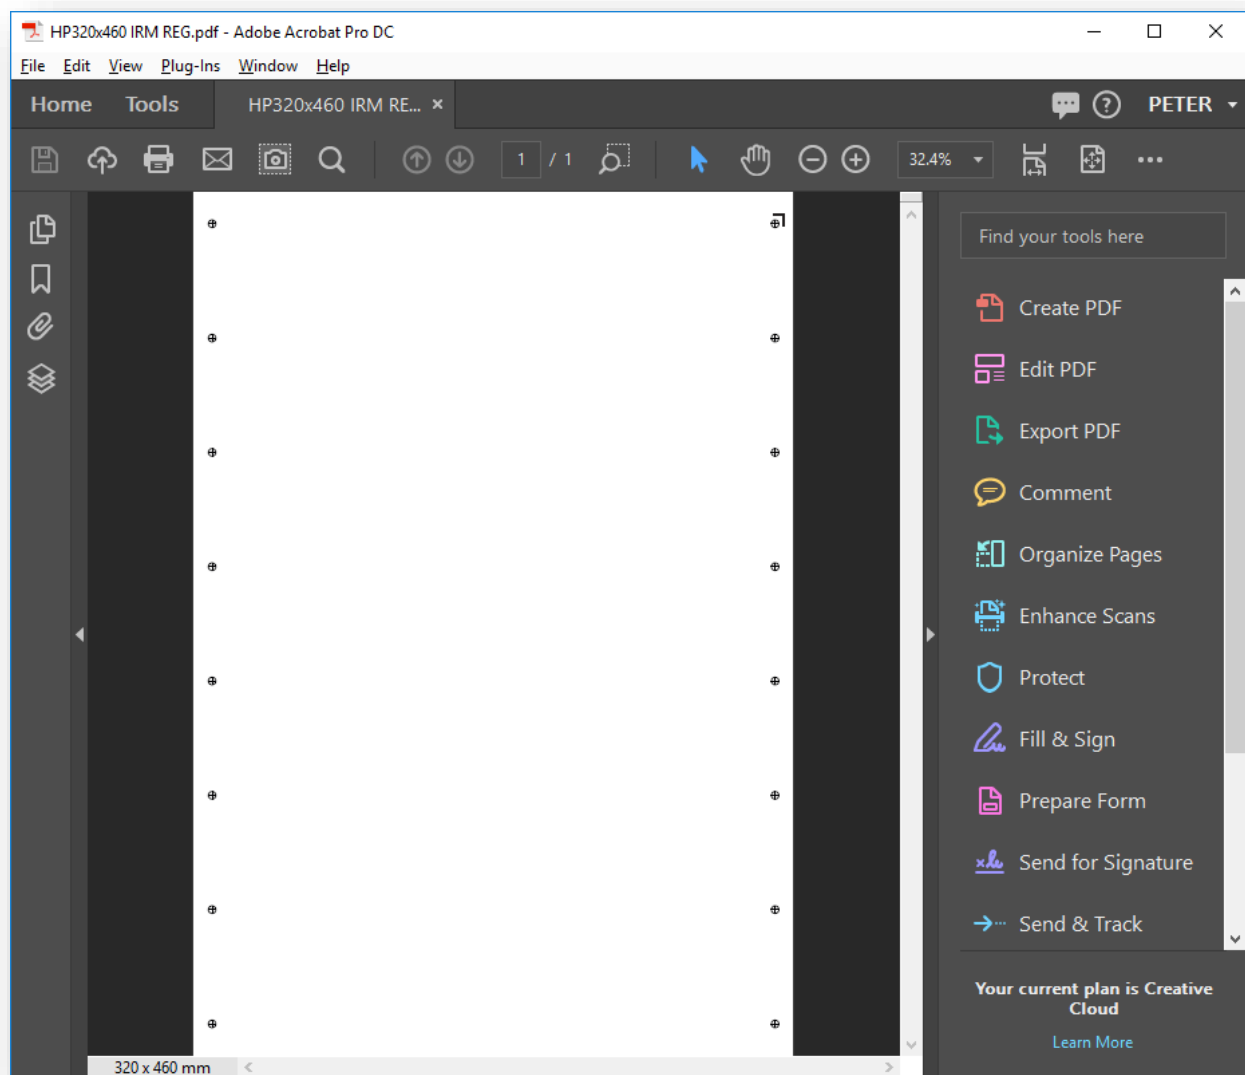 HP320x460 IRM REG.pdf - Adobe Acrobat Pro DC
File Edit View Plug-Ins Window Help
Home Tools HP320x460 IRM RE... × PETER
1 / 1 32.4%
Find your tools here
Create PDF
Edit PDF
Export PDF
Comment
Organize Pages
Enhance Scans
Protect
Fill & Sign
Prepare Form
Send for Signature
Send & Track
Your current plan is Creative
Cloud
Learn More
320 x 460 mm